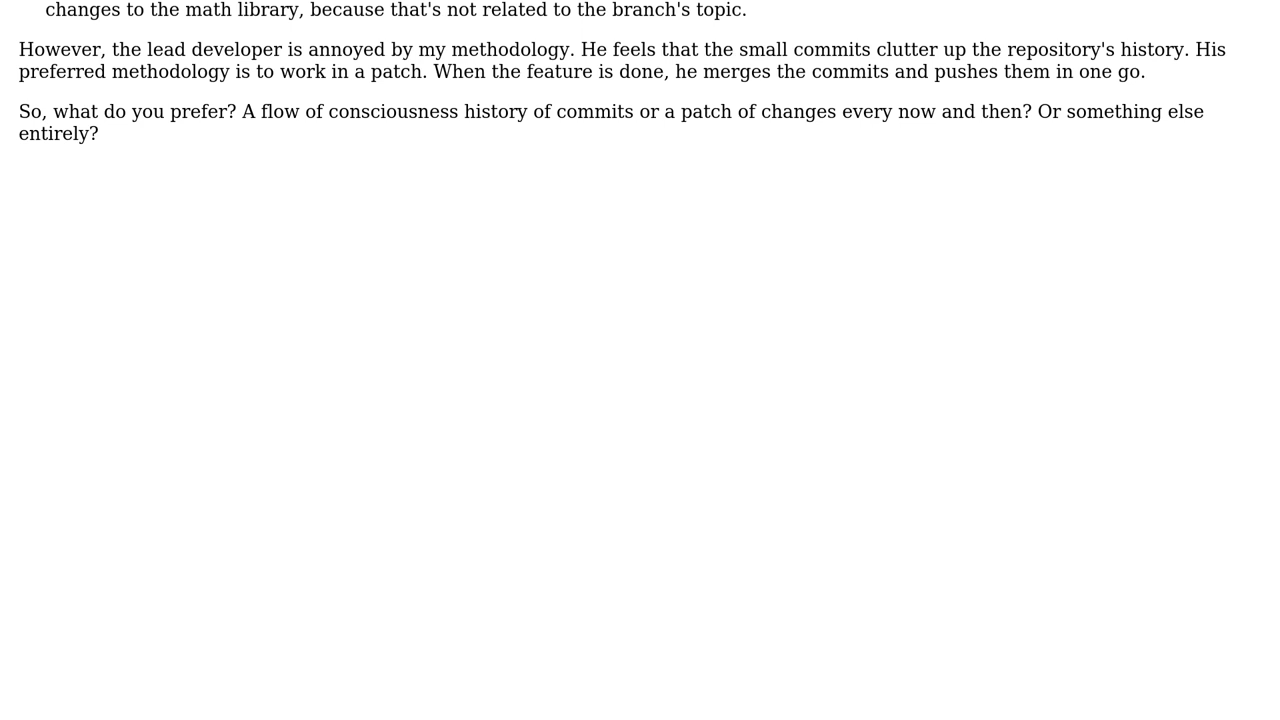 changes to the math library, because that's not related to the branch's topic.
However, the lead developer is annoyed by my methodology. He feels that the small commits clutter up the repository's history. His
preferred methodology is to work in a patch. When the feature is done, he merges the commits and pushes them in one go.
So, what do you prefer? A flow of consciousness history of commits or a patch of changes every now and then? Or something else
entirely?